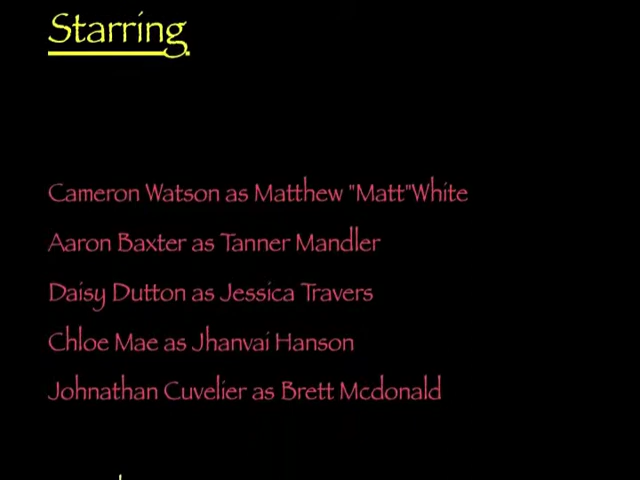 Starring
Cameron Watson as Matthew "Matt"White
Aaron Baxter as Tanner Mandler
Daisy Dutton as Jessica Travers
Chloe Mae as Jhanvai Hanson
Johnathan Cuvelier as Brett Mcdonald